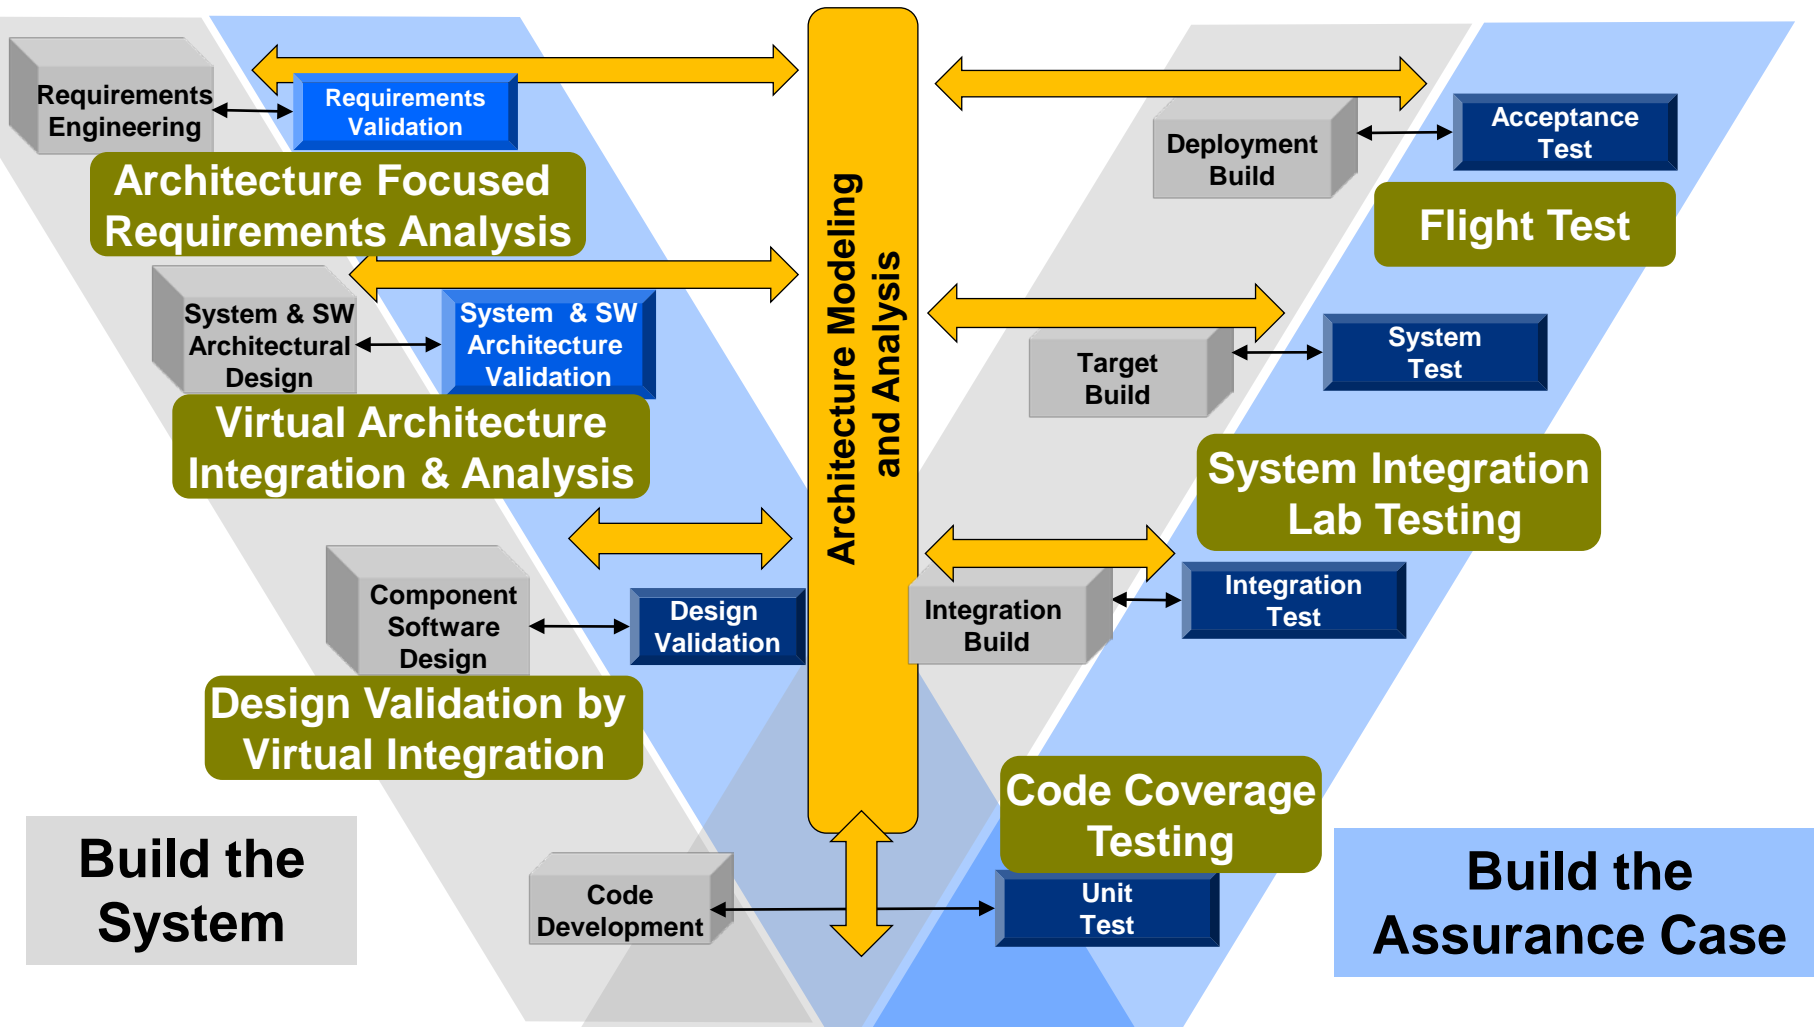 Requirements
Engineering
Requirements
Validation
Architecture Focused
Requirements Analysis
System & SW
Architectural
Design
System & SW
Architecture
Validation
Virtual Architecture
Integration & Analysis
Component
Software
Design
Design
Validation
Design Validation by
Virtual Integration
Build the
System
Code
Development
Architecture Modeling
and Analysis
Deployment
Build
Acceptance
Test
Flight Test
Target
Build
System
Test
System Integration
Lab Testing
Integration
Build
Integration
Test
Code Coverage
Testing
Unit
Test
Build the
Assurance Case